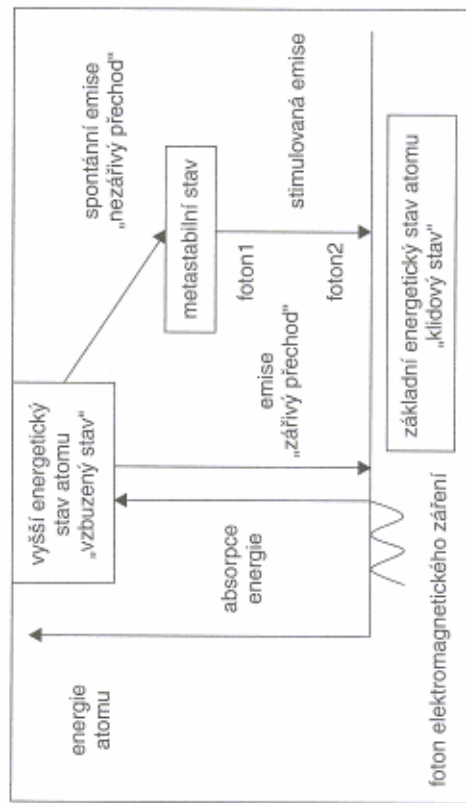 energie
atomu
vyšší energetický
stav atomu
„vzbuzený stav"
absorpce
energie
emise
„zářivý přechod"
spontánní emise
„nezářivý přechod"
metastabilní stav
foton1
foton2
stimulovaná emise
foton elektromagnetického záření
základní energetický stav atomu
„klidový stav"